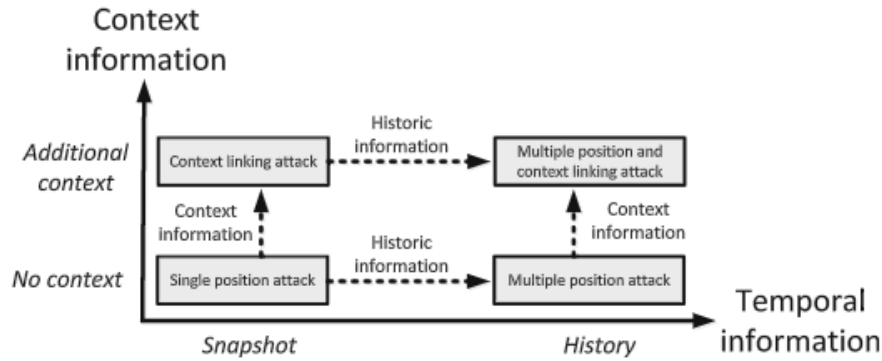 Context
information
Additional
context
Context linking attack
Historic
information
Multiple position and
context linking attack
Context
information
Context
information
No context
Single position attack
Historic
information
Multiple position attack
Snapshot
History
Temporal
information